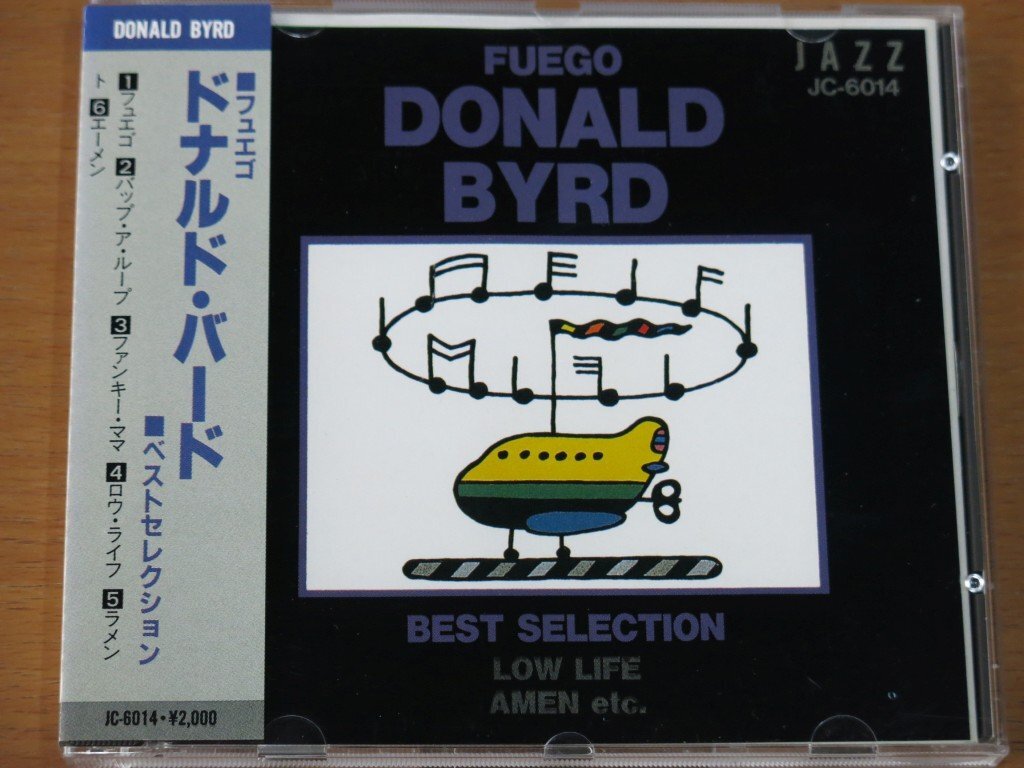 DONALD BYRD
■フュエゴ
ドナルド・バード
■ベストセレクション
1フュエゴ 2バップ・ア・ループ 3ファンキー・ママ 4ロウ・ライフ 5ラメン
ト 6エーメン
JC-6014・¥2,000
JAZZ
JC-6014
FUEGO
DONALD
BYRD
BEST SELECTION
LOW LIFE
AMEN etc.